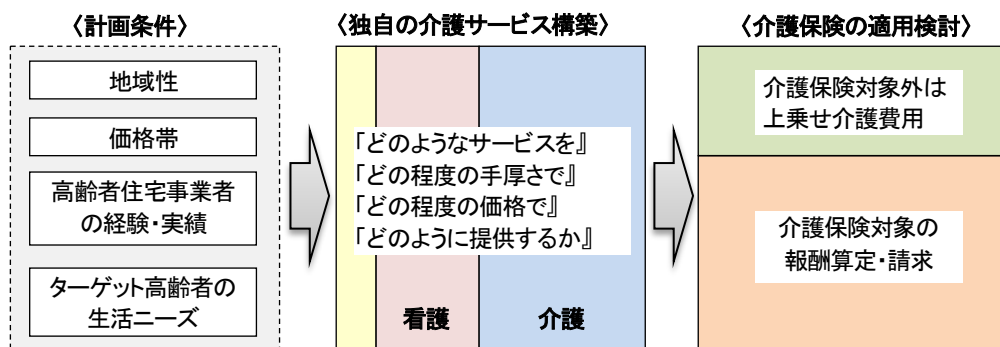 〈計画条件〉
地域性
価格帯
高齢者住宅事業者
の経験・実績
ターゲット高齢者の
生活ニーズ
〈独自の介護サービス構築〉
「どのようなサービスを』
「どの程度の手厚さで』
「どの程度の価格で』
「どのように提供するか』
看護
介護
〈介護保険の適用検討〉
介護保険対象外は
上乗せ介護費用
介護保険対象の
報酬算定・請求